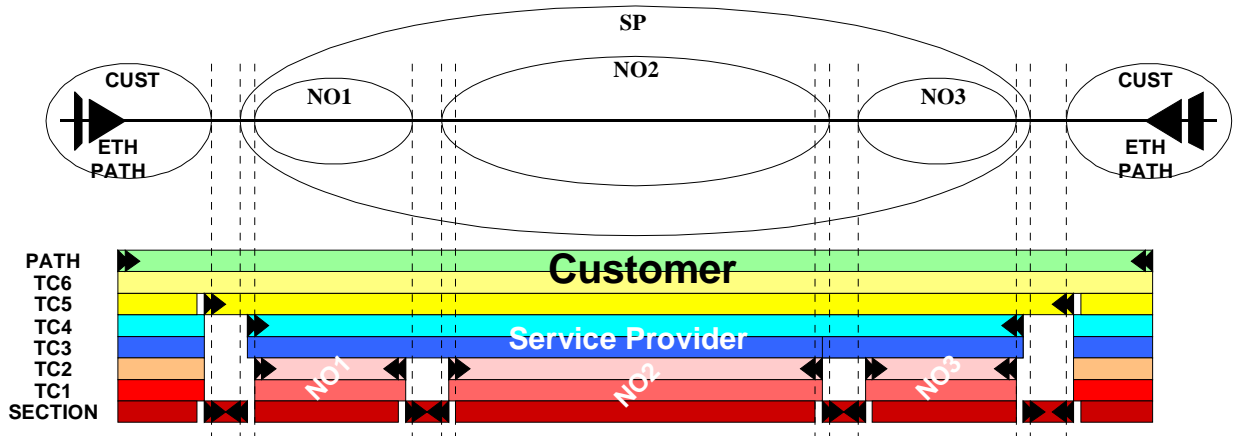 SP
NO2
CUST
NO1
NO3
CUST
ETH
PATH
ETH
PATH
PATH
Customer
TC6
TC5
TC4
Service Provider
TC3
TC2
NO1
NO2
NO3
TC1
SECTION